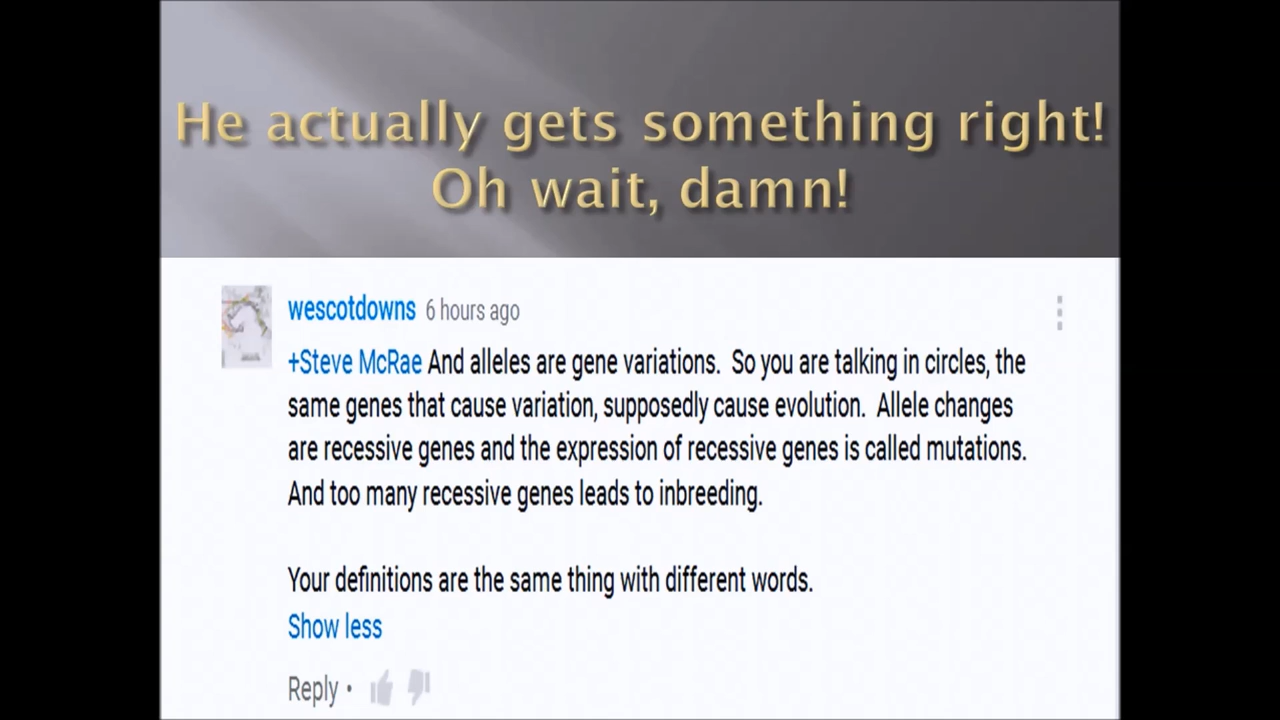 He actually gets something right!
Oh wait, damn!
wescotdowns 6 hours ago
+Steve McRae And alleles are gene variations. So you are talking in circles, the
same genes that cause variation, supposedly cause evolution. Allele changes
are recessive genes and the expression of recessive genes is called mutations.
And too many recessive genes leads to inbreeding.
Your definitions are the same thing with different words.
Show less
Reply •